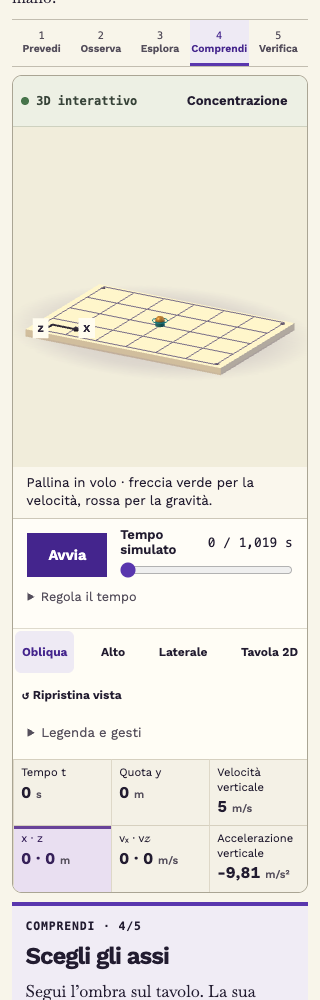 1 2 3 4 5
Prevedi Osserva Esplora Comprendi Verifica
3D interattivo Concentrazione
z x
Pallina in volo · freccia verde per la
velocità, rossa per la gravità.
Avvia
Tempo
simulato
0 / 1,019 s
▶ Regola il tempo
Obliqua Alto Laterale Tavola 2D
↺ Ripristina vista
▶ Legenda e gesti
Tempo t
0 s
Quota y
0 m
Velocità
verticale
5 m/s
x · z
0 · 0 m
vₓ · vz
0 · 0 m/s
Accelerazione
verticale
-9,81 m/s²
COMPRENDI · 4/5
Scegli gli assi
Segui l’ombra sul tavolo. La sua